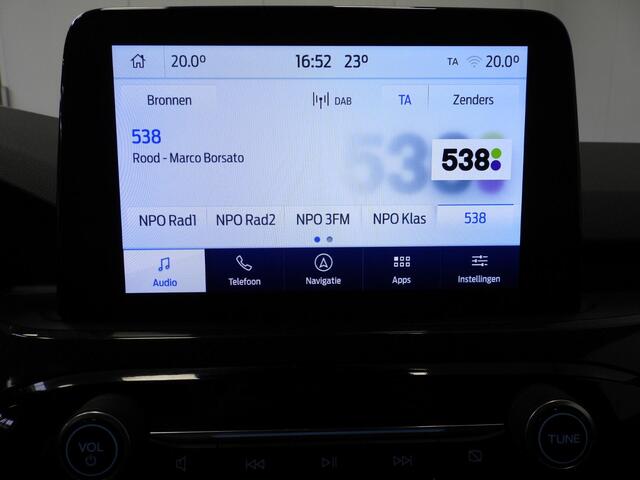 20.0° 16:52 23° TA 20.0°
Bronnen DAB TA Zenders
538
Rood - Marco Borsato
538
538
NPO Rad1 NPO Rad2 NPO 3FM NPO Klas 538
Audio Telefoon Navigatie Apps Instellingen
VOL TUNE